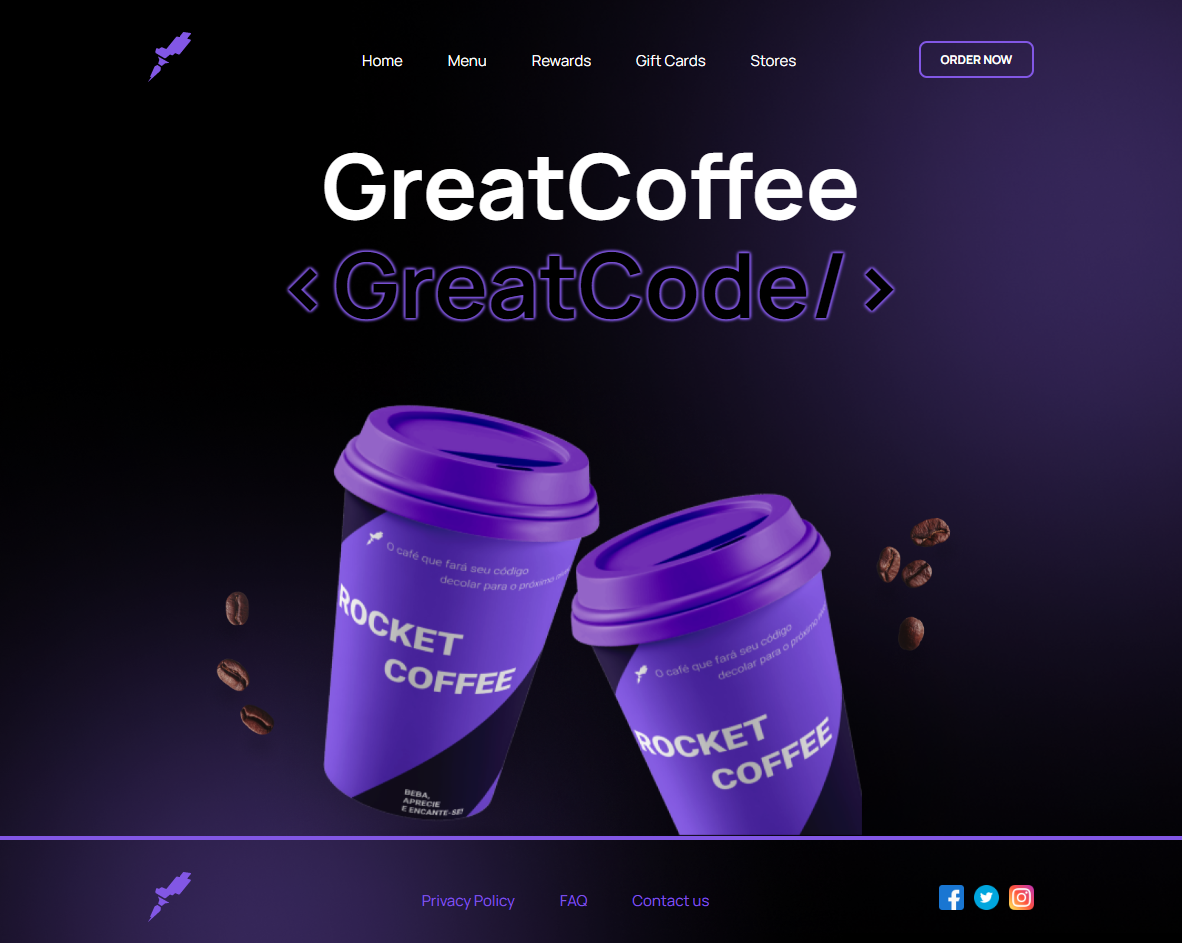 Home Menu Rewards Gift Cards Stores ORDER NOW
GreatCoffee
<GreatCode/>
O café que fará seu código
decolar para o próximo
ROCKET
COFFEE
BEBA,
APRECIE
E ENCANTE-SE!
O café que fará seu código
decolar para o próximo
ROCKET
COFFEE
Privacy Policy FAQ Contact us